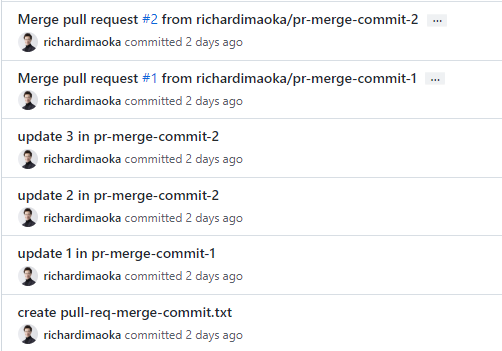 Merge pull request #2 from richardimaoka/pr-merge-commit-2 ...
richardimaoka committed 2 days ago
Merge pull request #1 from richardimaoka/pr-merge-commit-1 ...
richardimaoka committed 2 days ago
update 3 in pr-merge-commit-2
richardimaoka committed 2 days ago
update 2 in pr-merge-commit-2
richardimaoka committed 2 days ago
update 1 in pr-merge-commit-1
richardimaoka committed 2 days ago
create pull-req-merge-commit.txt
richardimaoka committed 2 days ago